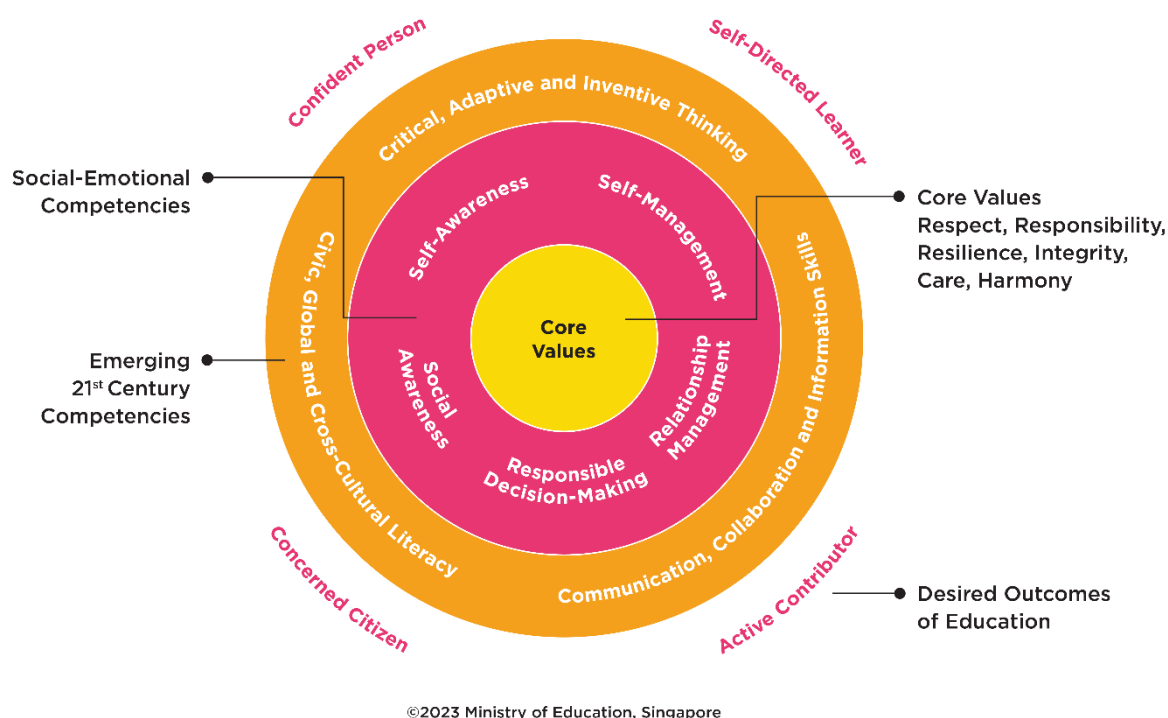 Confident Person
Self-Directed Learner
Critical, Adaptive and Inventive Thinking
Social-Emotional
Competencies
Self-Awareness
Self-Management
Core Values
Respect, Responsibility,
Resilience, Integrity,
Care, Harmony
Civic, Global and Cross-Cultural Literacy
Core
Values
Communication, Collaboration and Information Skills
Emerging
21st Century
Competencies
Social
Awareness
Relationship
Management
Responsible
Decision-Making
Concerned Citizen
Active Contributor
Desired Outcomes
of Education
©2023 Ministry of Education, Singapore